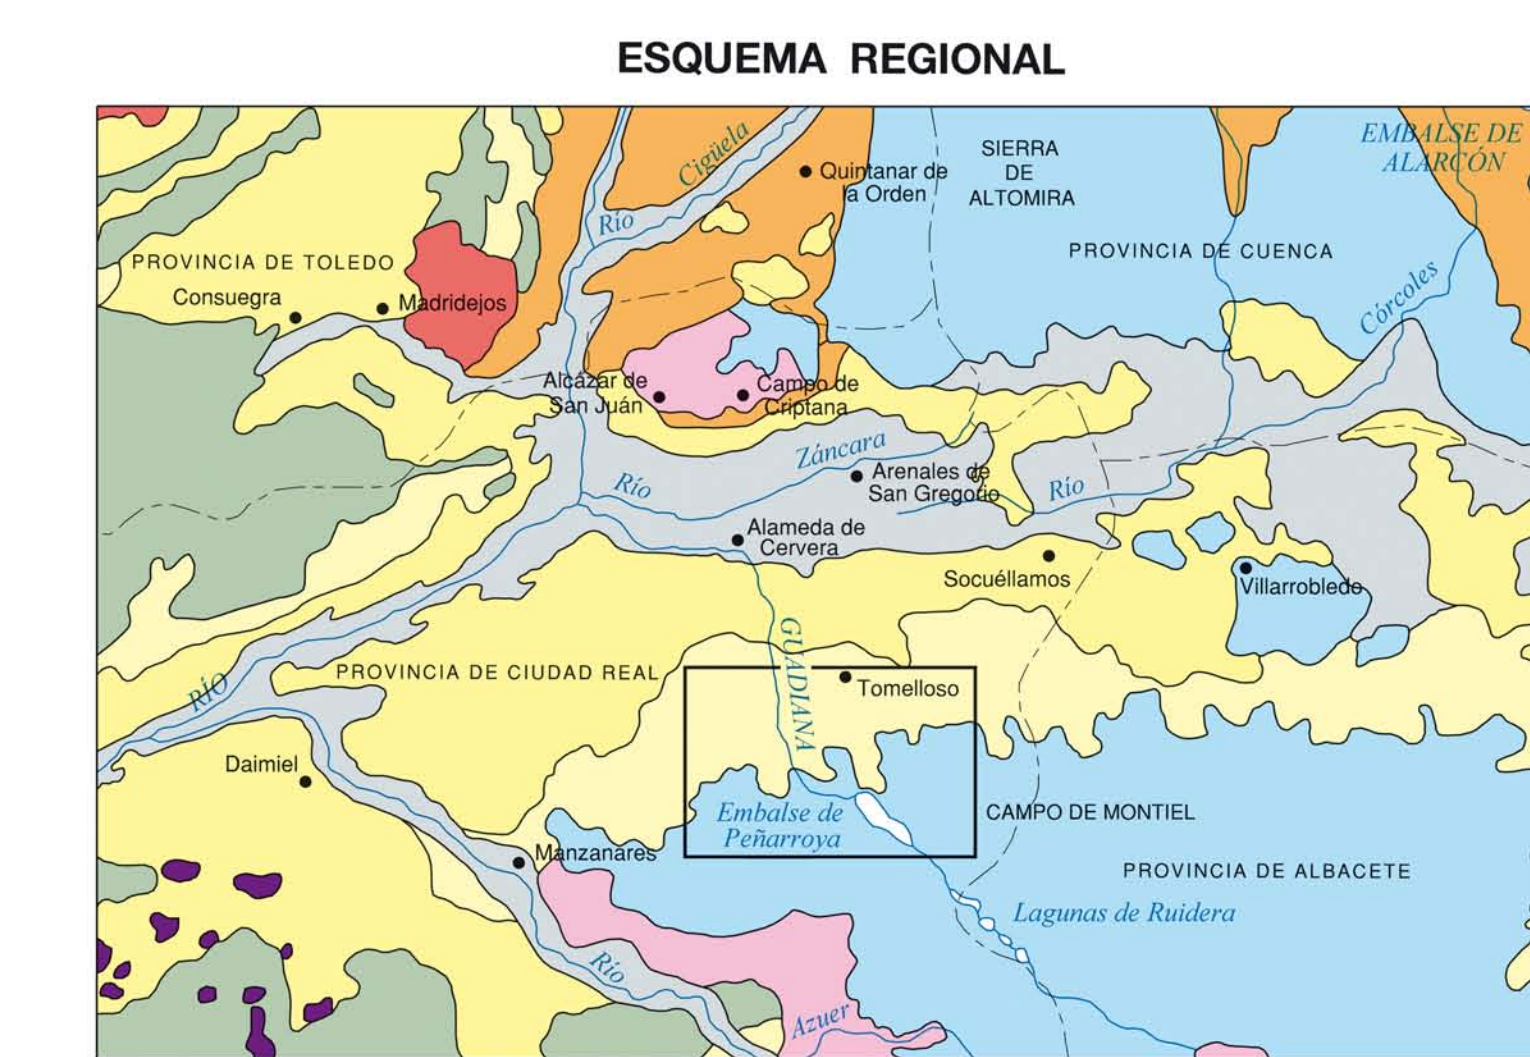 ESQUEMA REGIONAL
EMBALSE DE
ALARCÓN
SIERRA
DE
ALTOMIRA
Cigüela
Río
Quintanar de
la Orden
PROVINCIA DE CUENCA
PROVINCIA DE TOLEDO
Consuegra
Madridejos
Córcoles
Río
Alcázar de
San Juán
Campo de
Criptana
Záncara
Río
Arenales de
San Gregorio
Alameda de
Cervera
Socuéllamos
Villarrobledo
GUADIANA
RÍO
PROVINCIA DE CIUDAD REAL
Tomelloso
Daimiel
Embalse de
Peñarroya
CAMPO DE MONTIEL
Manzanares
PROVINCIA DE ALBACETE
Lagunas de Ruidera
Río
Azuer